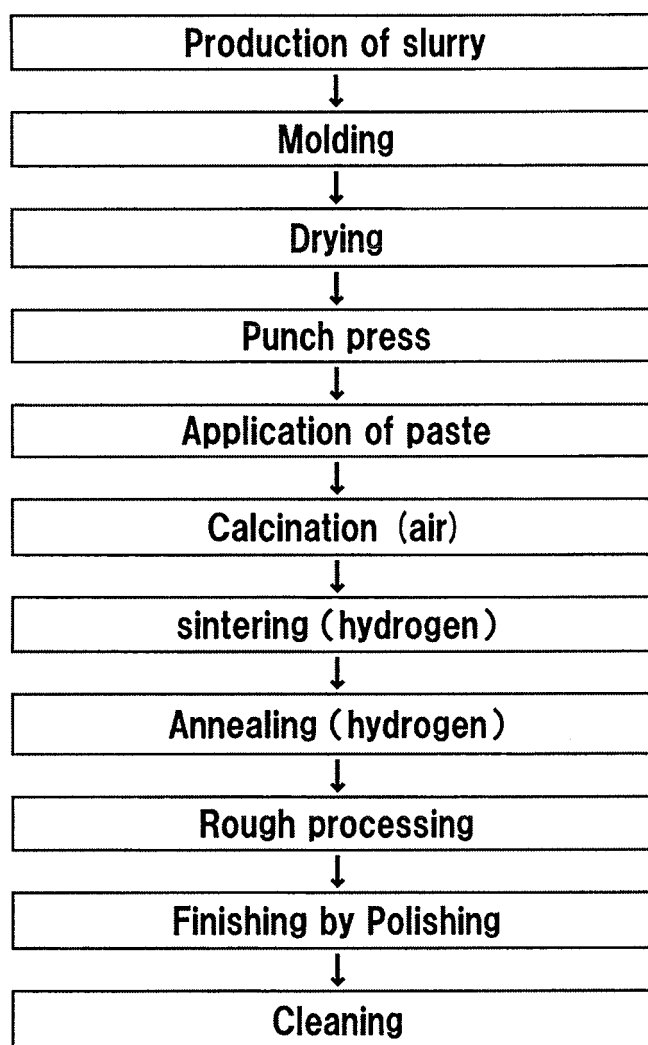 Production of slurry
Molding
Drying
Punch press
Application of paste
Calcination (air)
sintering (hydrogen)
Annealing (hydrogen)
Rough processing
Finishing by Polishing
Cleaning